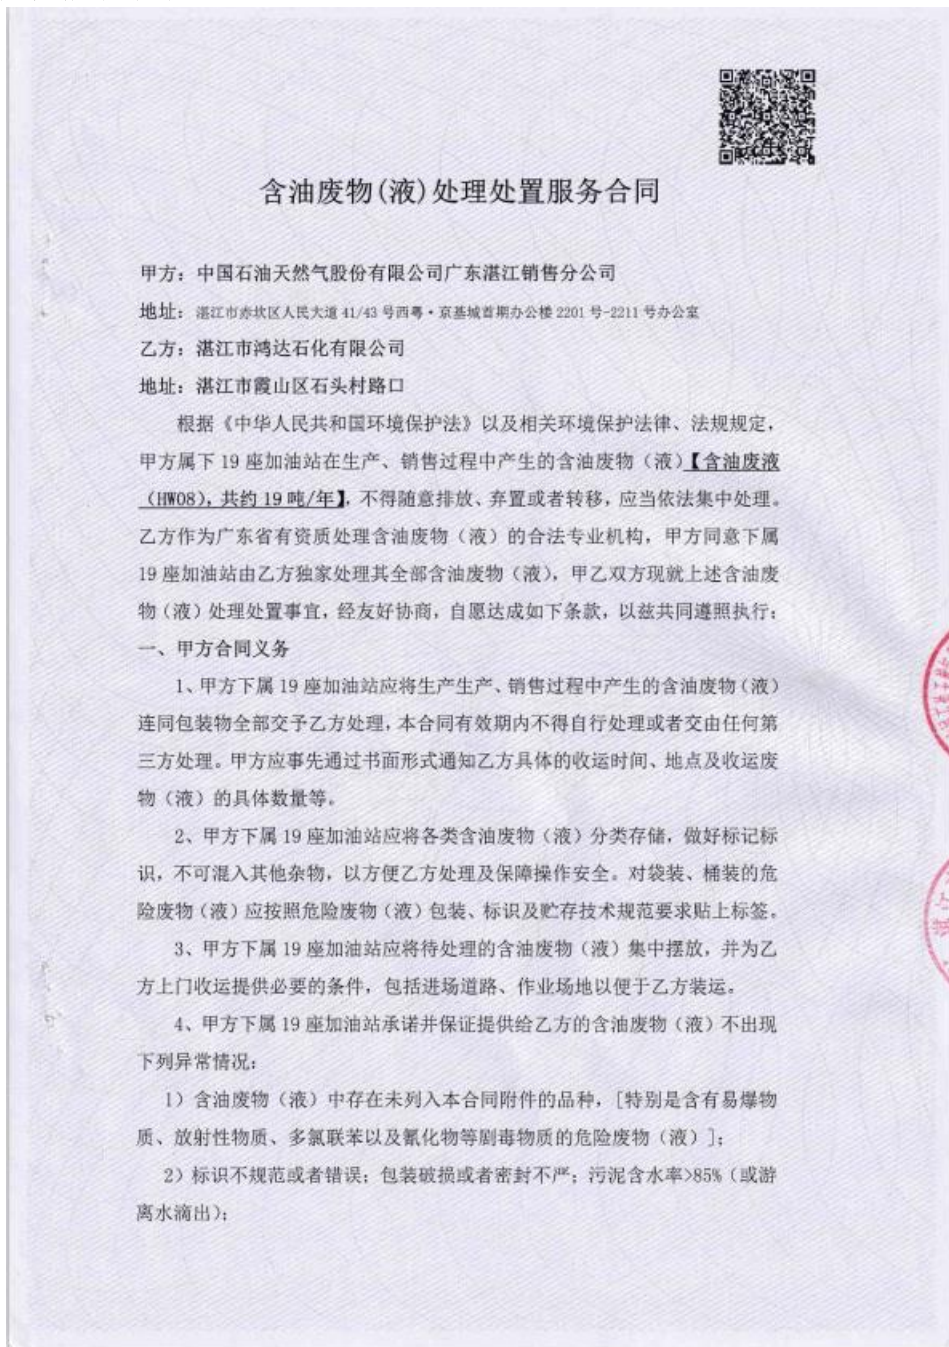 含油废物(液)处理处置服务合同
甲方：中国石油天然气股份有限公司广东湛江销售分公司
地址：湛江市赤坎区人民大道 41/43 号西粤·京基城首期办公楼 2201 号-2211 号办公室
乙方：湛江市鸿达石化有限公司
地址：湛江市霞山区石头村路口
根据《中华人民共和国环境保护法》以及相关环境保护法律、法规规定，
甲方属下 19 座加油站在生产、销售过程中产生的含油废物（液）【含油废液
（HW08），共约 19 吨/年】，不得随意排放、弃置或者转移，应当依法集中处理。
乙方作为广东省有资质处理含油废物（液）的合法专业机构，甲方同意下属
19 座加油站由乙方独家处理其全部含油废物（液），甲乙双方现就上述含油废
物（液）处理处置事宜，经友好协商，自愿达成如下条款，以兹共同遵照执行：
一、甲方合同义务
1、甲方下属 19 座加油站应将生产生产、销售过程中产生的含油废物（液）
连同包装物全部交予乙方处理，本合同有效期内不得自行处理或者交由任何第
三方处理。甲方应事先通过书面形式通知乙方具体的收运时间、地点及收运废
物（液）的具体数量等。
2、甲方下属 19 座加油站应将各类含油废物（液）分类存储，做好标记标
识，不可混入其他杂物，以方便乙方处理及保障操作安全。对袋装、桶装的危
险废物（液）应按照危险废物（液）包装、标识及贮存技术规范要求贴上标签。
3、甲方下属 19 座加油站应将待处理的含油废物（液）集中摆放，并为乙
方上门收运提供必要的条件，包括进场道路、作业场地以便于乙方装运。
4、甲方下属 19 座加油站承诺并保证提供给乙方的含油废物（液）不出现
下列异常情况：
1）含油废物（液）中存在未列入本合同附件的品种，[特别是含有易爆物
质、放射性物质、多氯联苯以及氰化物等剧毒物质的危险废物（液）]；
2）标识不规范或者错误；包装破损或者密封不严；污泥含水率>85%（或游
离水滴出）；